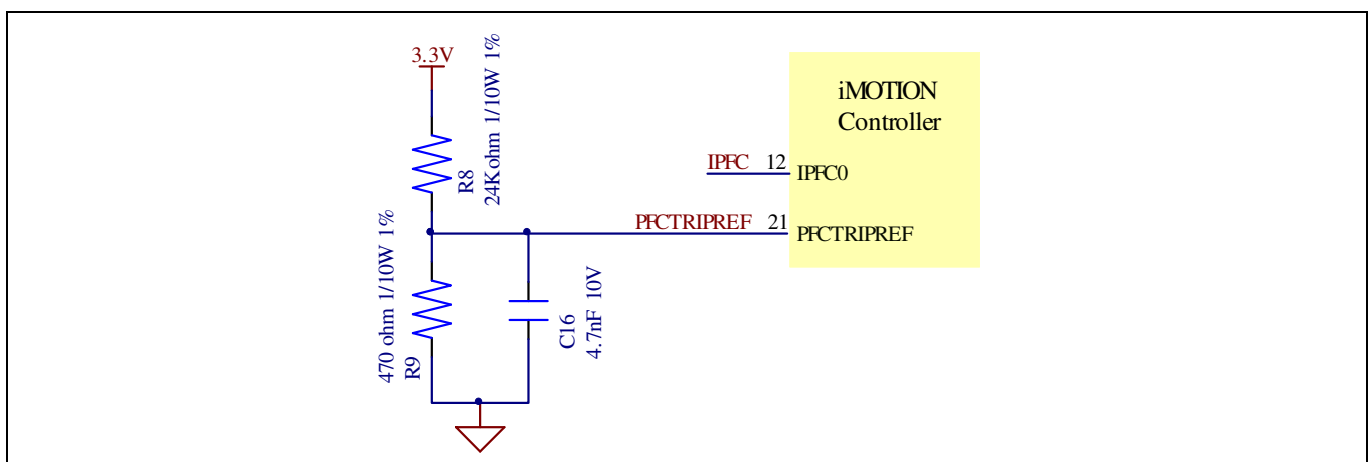 3.3V
R8
24Kohm 1/10W 1%
iMOTION
Controller
IPFC 12 IPFC0
PFCTRIPREF 21 PFCTRIPREF
470 ohm 1/10W 1%
R9
C16
4.7nF 10V